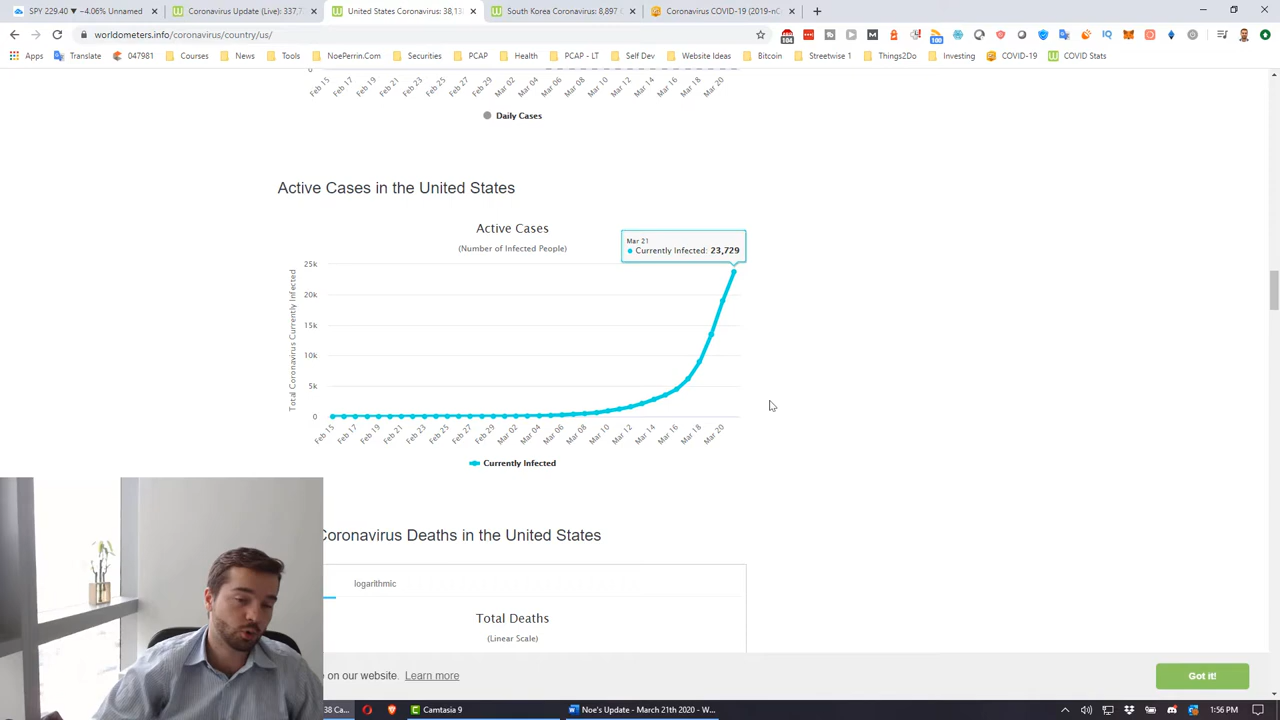 SPY 229.40 ▼ −4.06% Unnamed
Coronavirus Update (Live): 337,7
United States Coronavirus: 38,13
South Korea Coronavirus: 8,897
Coronavirus COVID-19 (2019-nC
worldometers.info/coronavirus/country/us/
104
100
IQ
Apps
Translate
047981
Courses
News
Tools
NoePerrin.Com
Securities
PCAP
Health
PCAP - LT
Self Dev
Website Ideas
Bitcoin
Streetwise 1
Things2Do
Investing
COVID-19
COVID Stats
Feb 15 Feb 17 Feb 19 Feb 21 Feb 23 Feb 25 Feb 27 Feb 29 Mar 02 Mar 04 Mar 06 Mar 08 Mar 10 Mar 12 Mar 14 Mar 16 Mar 18 Mar 20
Daily Cases
Active Cases in the United States
Active Cases
(Number of Infected People)
Mar 21
Currently Infected: 23,729
Total Coronavirus Currently Infected
25k
20k
15k
10k
5k
0
Feb 15 Feb 17 Feb 19 Feb 21 Feb 23 Feb 25 Feb 27 Feb 29 Mar 02 Mar 04 Mar 06 Mar 08 Mar 10 Mar 12 Mar 14 Mar 16 Mar 18 Mar 20
Currently Infected
Coronavirus Deaths in the United States
logarithmic
Total Deaths
(Linear Scale)
on our website. Learn more
Got it!
38 Ca...
Camtasia 9
Noe's Update - March 21th 2020 - W...
1:56 PM